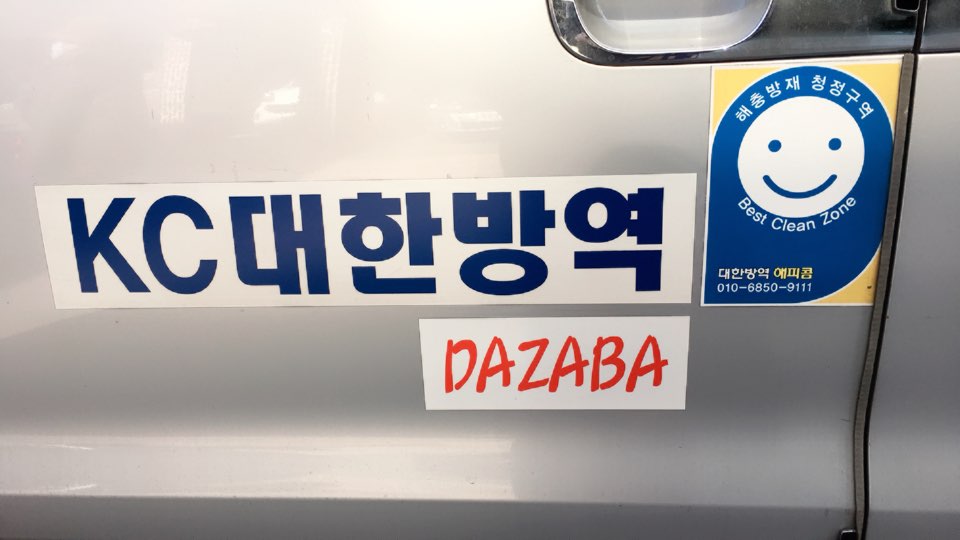 KC대한방역
DAZABA
해충방재 청정구역
Best Clean Zone
대한방역 애피콤
010-6850-9111